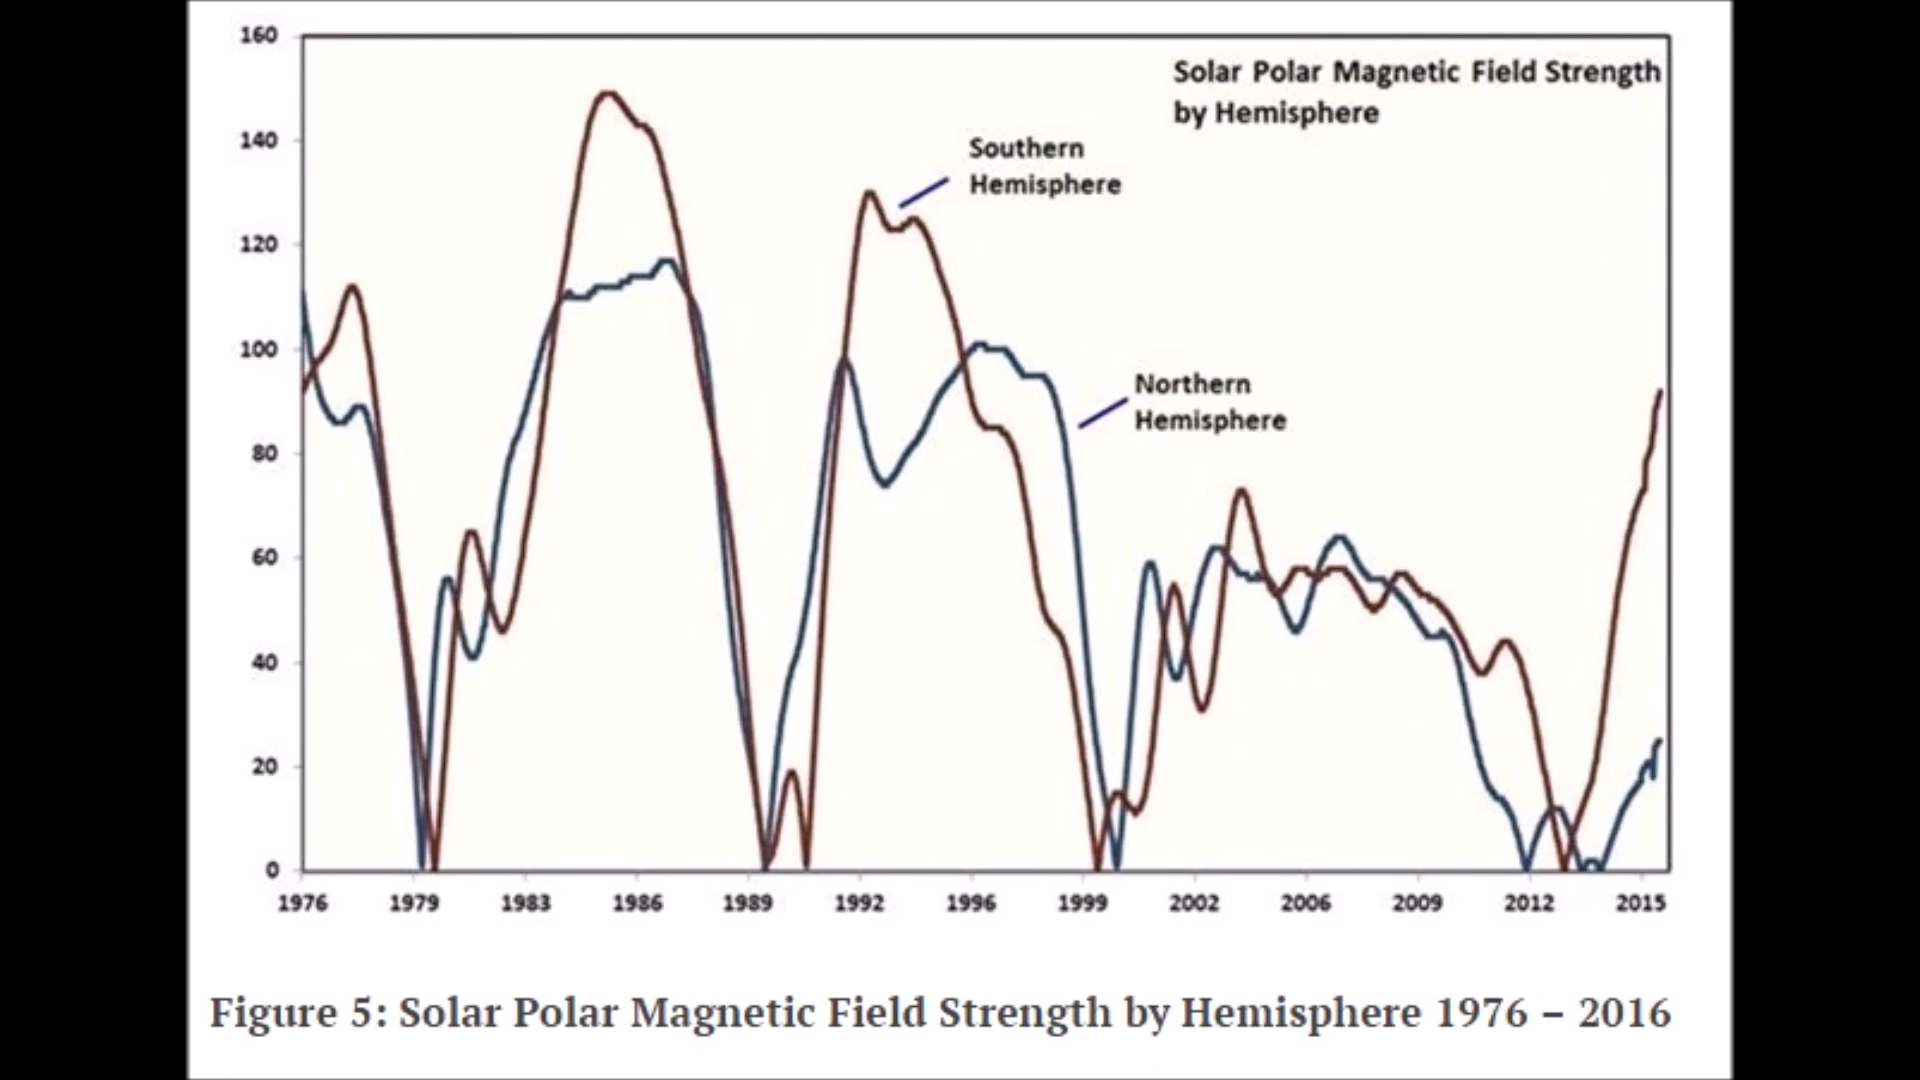 160
Solar Polar Magnetic Field Strength
by Hemisphere
140
Southern
Hemisphere
120
100
Northern
Hemisphere
80
60
40
20
0
1976 1979 1983 1986 1989 1992 1996 1999 2002 2006 2009 2012 2015
Figure 5: Solar Polar Magnetic Field Strength by Hemisphere 1976 – 2016